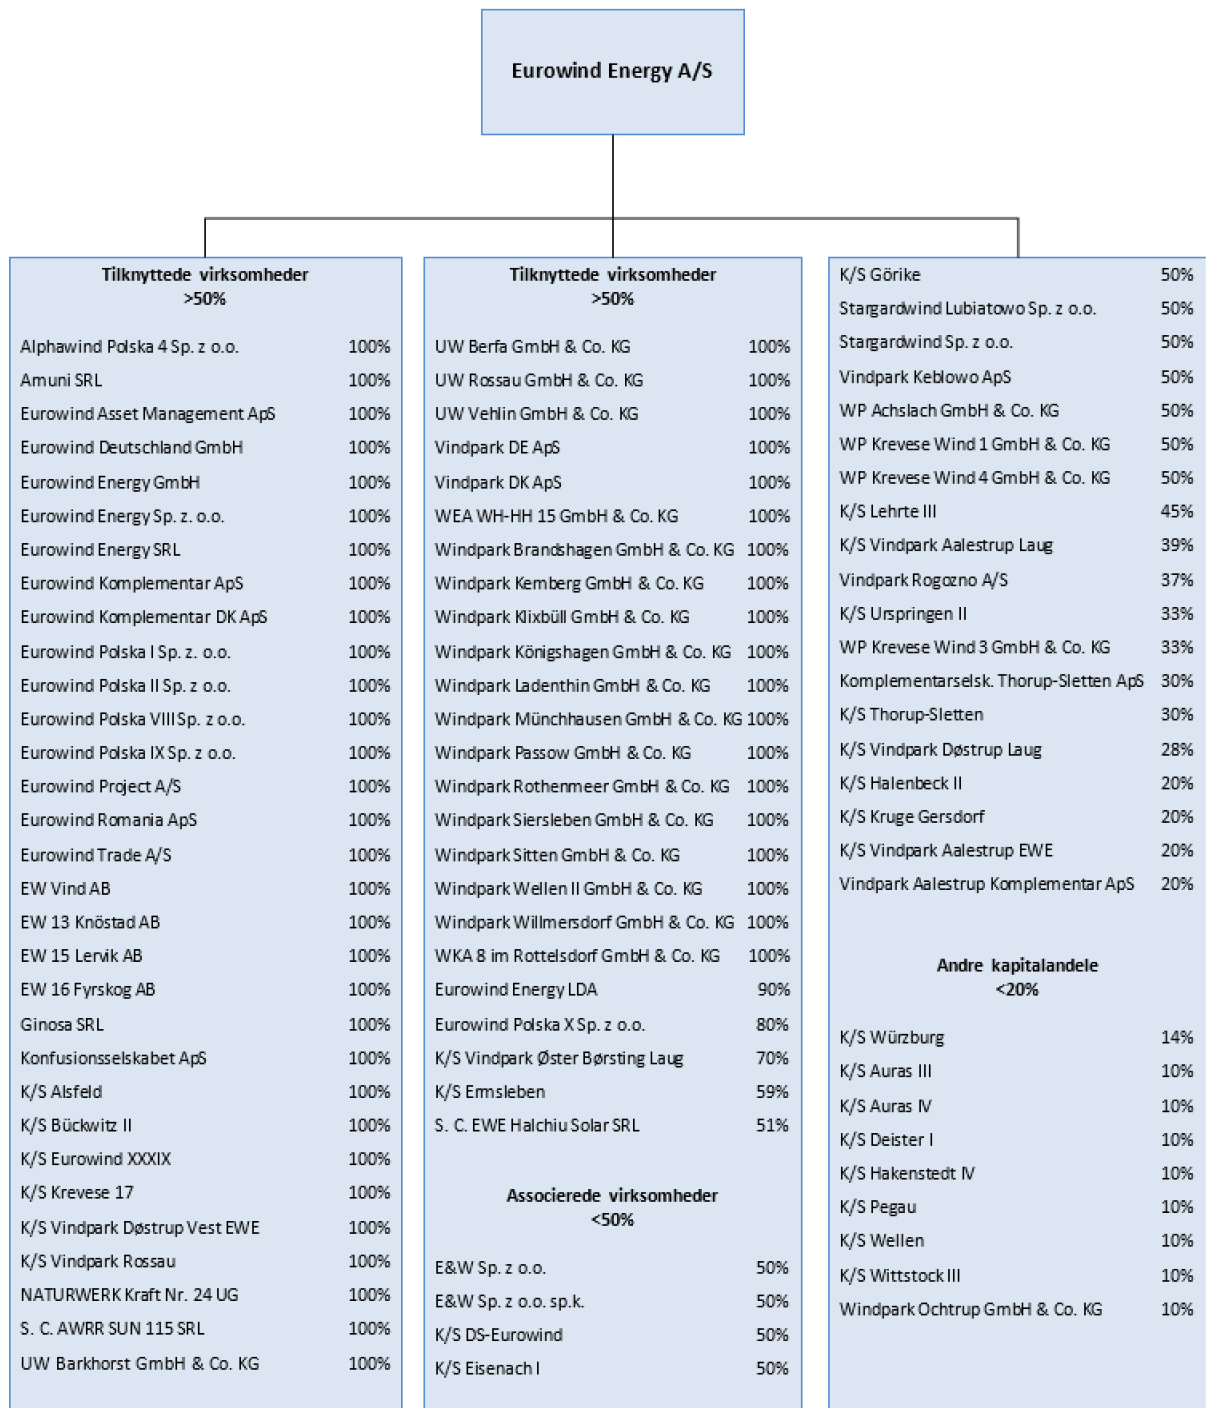 Eurowind Energy A/S
Tilknyttede virksomheder
>50%
Alphawind Polska 4 Sp. z o.o. 100%
Amuni SRL 100%
Eurowind Asset Management ApS 100%
Eurowind Deutschland GmbH 100%
Eurowind Energy GmbH 100%
Eurowind Energy Sp. z. o.o. 100%
Eurowind Energy SRL 100%
Eurowind Komplementar ApS 100%
Eurowind Komplementar DK ApS 100%
Eurowind Polska I Sp. z. o.o. 100%
Eurowind Polska II Sp. z o.o. 100%
Eurowind Polska VIII Sp. z o.o. 100%
Eurowind Polska IX Sp. z o.o. 100%
Eurowind Project A/S 100%
Eurowind Romania ApS 100%
Eurowind Trade A/S 100%
EW Vind AB 100%
EW 13 Knöstad AB 100%
EW 15 Lervik AB 100%
EW 16 Fyrskog AB 100%
Ginosa SRL 100%
Konfusionsselskabet ApS 100%
K/S Alsfeld 100%
K/S Bückwitz II 100%
K/S Eurowind XXXIX 100%
K/S Krevese 17 100%
K/S Vindpark Døstrup Vest EWE 100%
K/S Vindpark Rossau 100%
NATURWERK Kraft Nr. 24 UG 100%
S. C. AWRR SUN 115 SRL 100%
UW Barkhorst GmbH & Co. KG 100%
Tilknyttede virksomheder
>50%
UW Berfa GmbH & Co. KG 100%
UW Rossau GmbH & Co. KG 100%
UW Vehlin GmbH & Co. KG 100%
Vindpark DE ApS 100%
Vindpark DK ApS 100%
WEA WH-HH 15 GmbH & Co. KG 100%
Windpark Brandshagen GmbH & Co. KG 100%
Windpark Kemberg GmbH & Co. KG 100%
Windpark Klixbüll GmbH & Co. KG 100%
Windpark Königshagen GmbH & Co. KG 100%
Windpark Ladenthin GmbH & Co. KG 100%
Windpark Münchhausen GmbH & Co. KG 100%
Windpark Passow GmbH & Co. KG 100%
Windpark Rothenmeer GmbH & Co. KG 100%
Windpark Siersleben GmbH & Co. KG 100%
Windpark Sitten GmbH & Co. KG 100%
Windpark Wellen II GmbH & Co. KG 100%
Windpark Willmersdorf GmbH & Co. KG 100%
WKA 8 im Rottelsdorf GmbH & Co. KG 100%
Eurowind Energy LDA 90%
Eurowind Polska X Sp. z o.o. 80%
K/S Vindpark Øster Børsting Laug 70%
K/S Ermsleben 59%
S. C. EWE Halchiu Solar SRL 51%
Associerede virksomheder
<50%
E&W Sp. z o.o. 50%
E&W Sp. z o.o. sp.k. 50%
K/S DS-Eurowind 50%
K/S Eisenach I 50%
K/S Görike 50%
Stargardwind Lubiatowo Sp. z o.o. 50%
Stargardwind Sp. z o.o. 50%
Vindpark Keblowo ApS 50%
WP Achslach GmbH & Co. KG 50%
WP Krevese Wind 1 GmbH & Co. KG 50%
WP Krevese Wind 4 GmbH & Co. KG 50%
K/S Lehrte III 45%
K/S Vindpark Aalestrup Laug 39%
Vindpark Rogozno A/S 37%
K/S Urspringen II 33%
WP Krevese Wind 3 GmbH & Co. KG 33%
Komplementarselsk. Thorup-Sletten ApS 30%
K/S Thorup-Sletten 30%
K/S Vindpark Døstrup Laug 28%
K/S Halenbeck II 20%
K/S Kruge Gersdorf 20%
K/S Vindpark Aalestrup EWE 20%
Vindpark Aalestrup Komplementar ApS 20%
Andre kapitalandele
<20%
K/S Würzburg 14%
K/S Auras III 10%
K/S Auras IV 10%
K/S Deister I 10%
K/S Hakenstedt IV 10%
K/S Pegau 10%
K/S Wellen 10%
K/S Wittstock III 10%
Windpark Ochtrup GmbH & Co. KG 10%